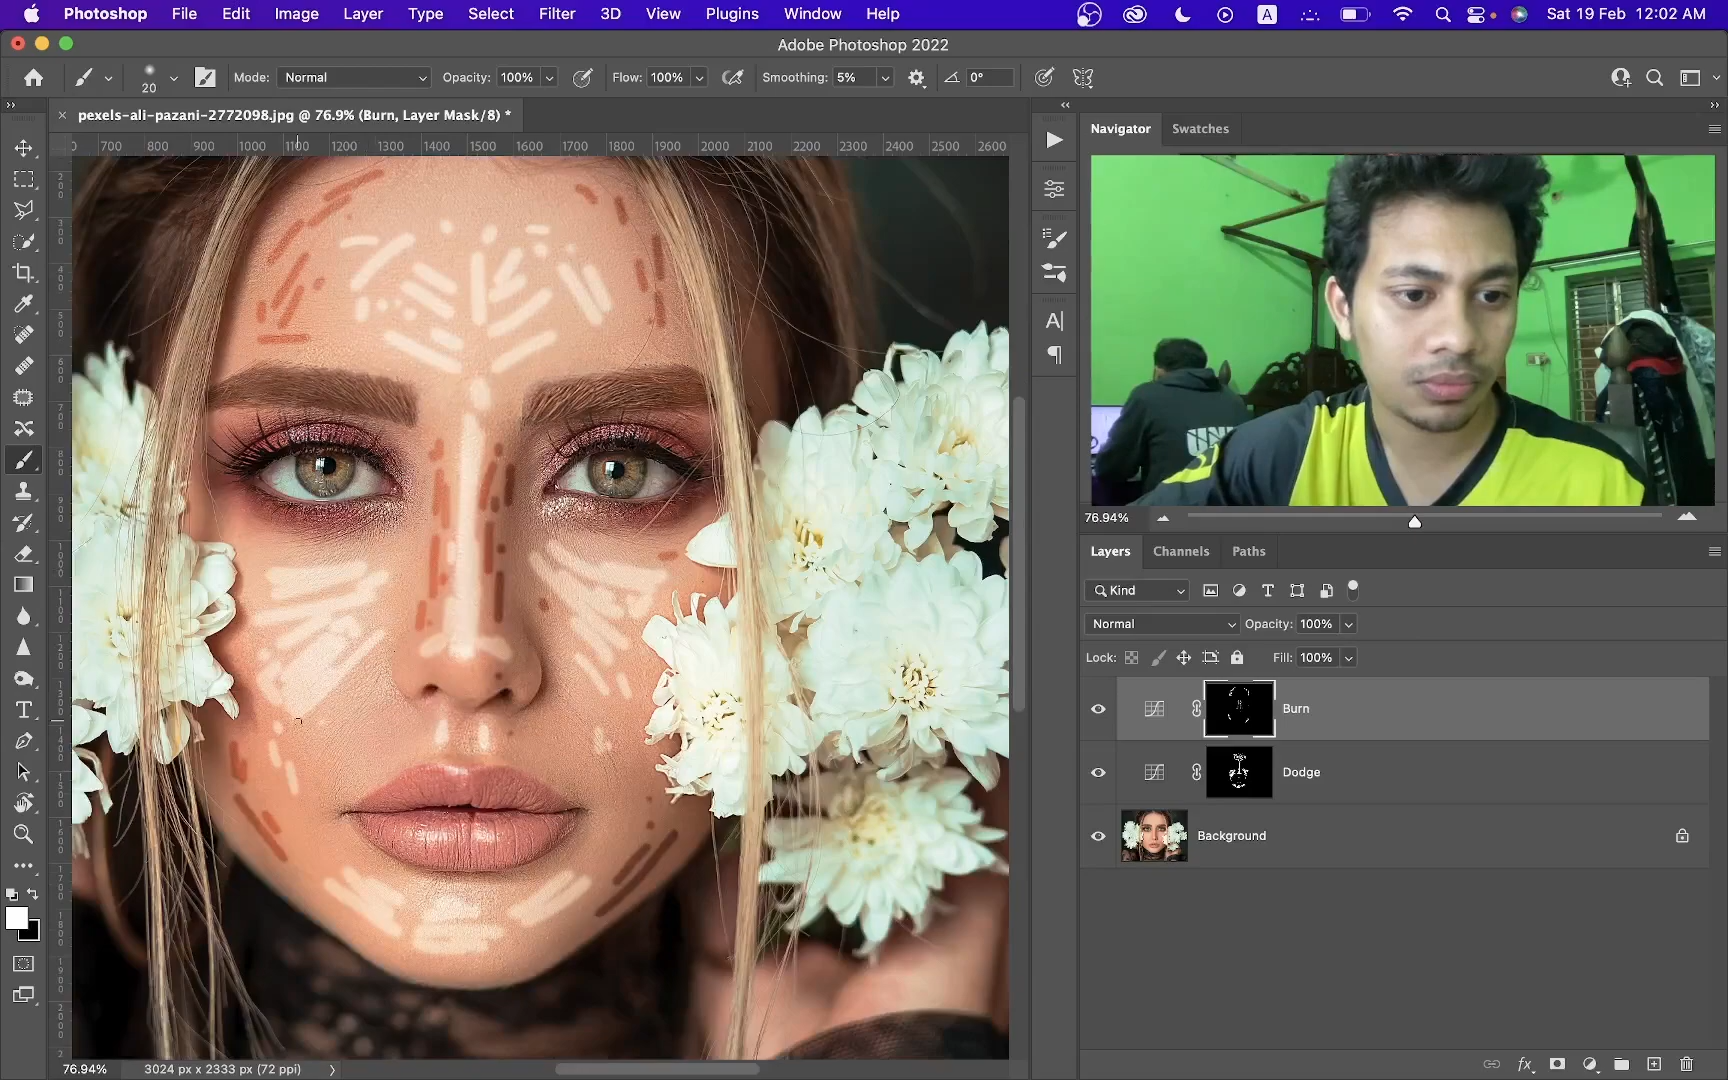 Photoshop File Edit Image Layer Type Select Filter 3D View Plugins Window Help A Sat 19 Feb 12:02 AM
Adobe Photoshop 2022
20 Mode: Normal Opacity: 100% Flow: 100% Smoothing: 5% 0°
pexels-ali-pazani-2772098.jpg @ 76.9% (Burn, Layer Mask/8) *
Navigator Swatches
700 800 900 1000 1100 1200 1300 1400 1500 1600 1700 1800 1900 2000 2100 2200 2300 2400 2500 2600
76.94%
Layers Channels Paths
Kind
Normal Opacity: 100%
Lock: Fill: 100%
Burn
Dodge
Background
76.94% 3024 px x 2333 px (72 ppi)
fx